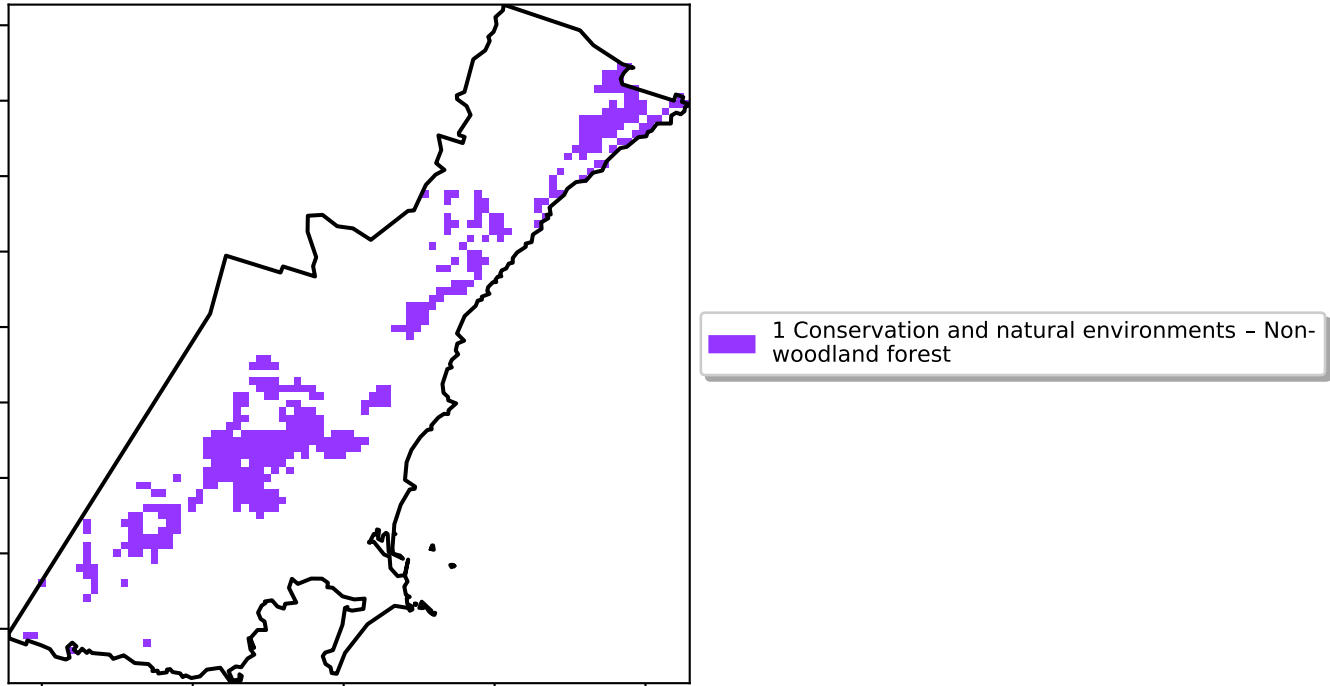 1 Conservation and natural environments – Non-
woodland forest